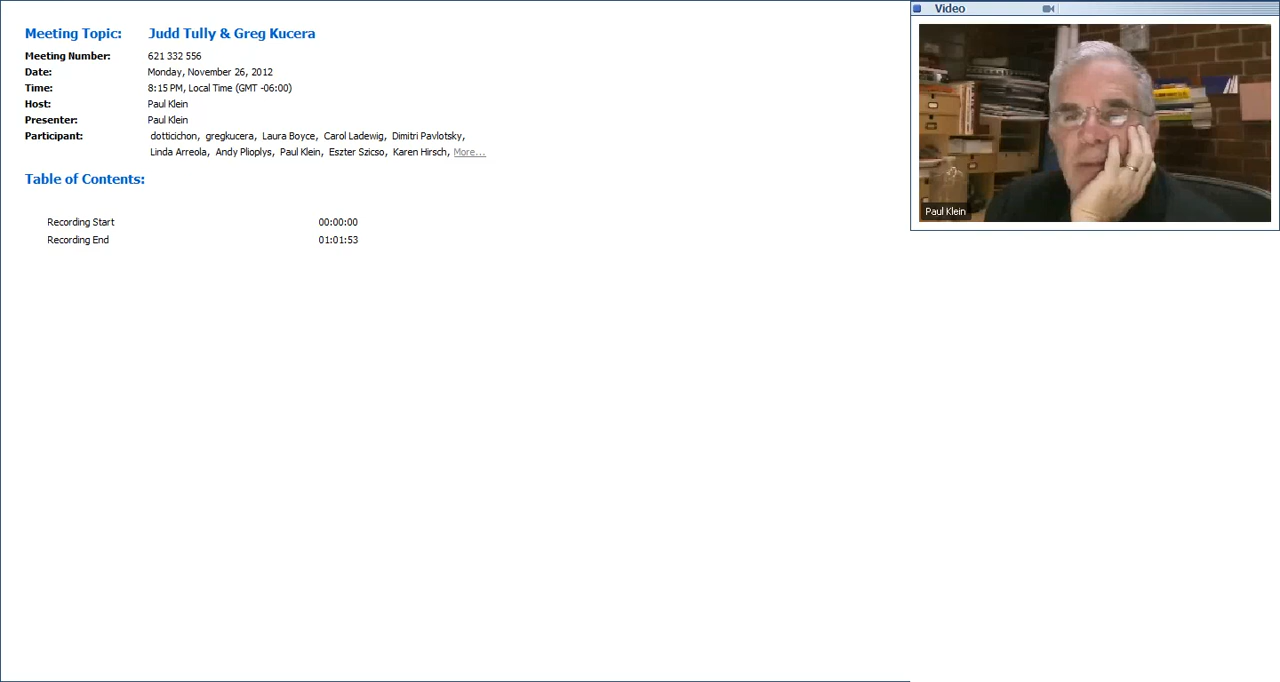 Meeting Topic: Judd Tully & Greg Kucera
Meeting Number: 621 332 556
Date: Monday, November 26, 2012
Time: 8:15 PM, Local Time (GMT -06:00)
Host: Paul Klein
Presenter: Paul Klein
Participant: dotticichon, gregkucera, Laura Boyce, Carol Ladewig, Dimitri Pavlotsky,
Linda Arreola, Andy Plioplys, Paul Klein, Eszter Szicso, Karen Hirsch, More...
Table of Contents:
Recording Start 00:00:00
Recording End 01:01:53
Video
Paul Klein